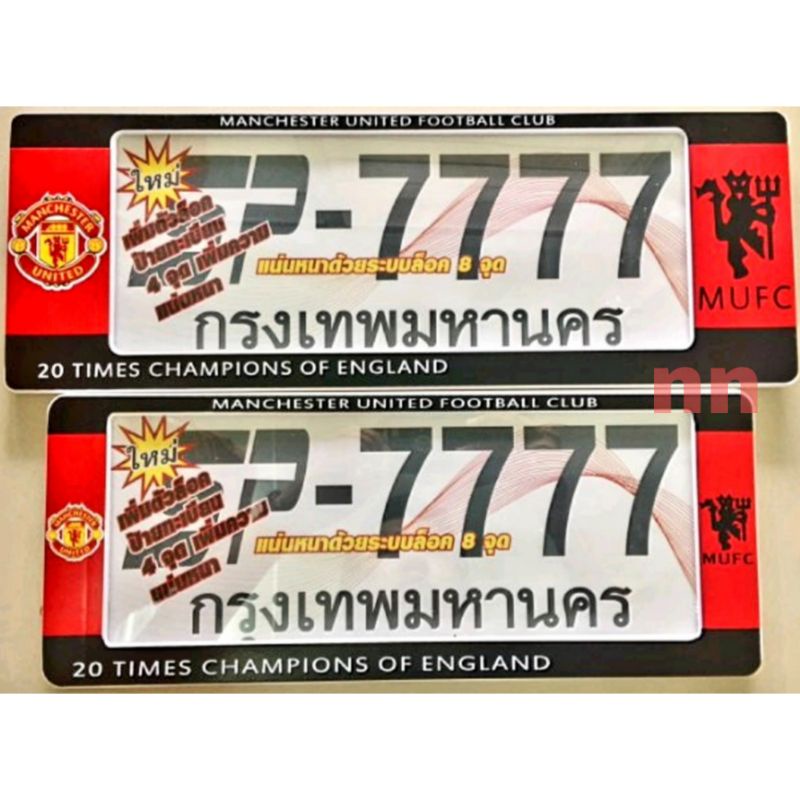 MANCHESTER UNITED FOOTBALL CLUB
MANCHESTER
UNITED
ใหม่
SP-7777
เพิ่มตัวล็อค
ป้ายทะเบียน
4 จุด เพิ่มความ
แน่นหนา
แน่นหนาด้วยระบบล็อค 8 จุด
กรุงเทพมหานคร
MUFC
20 TIMES CHAMPIONS OF ENGLAND
nn
MANCHESTER UNITED FOOTBALL CLUB
MANCHESTER
UNITED
ใหม่
SP-7777
เพิ่มตัวล็อค
ป้ายทะเบียน
4 จุด เพิ่มความ
แน่นหนา
แน่นหนาด้วยระบบล็อค 8 จุด
กรุงเทพมหานคร
MUFC
20 TIMES CHAMPIONS OF ENGLAND